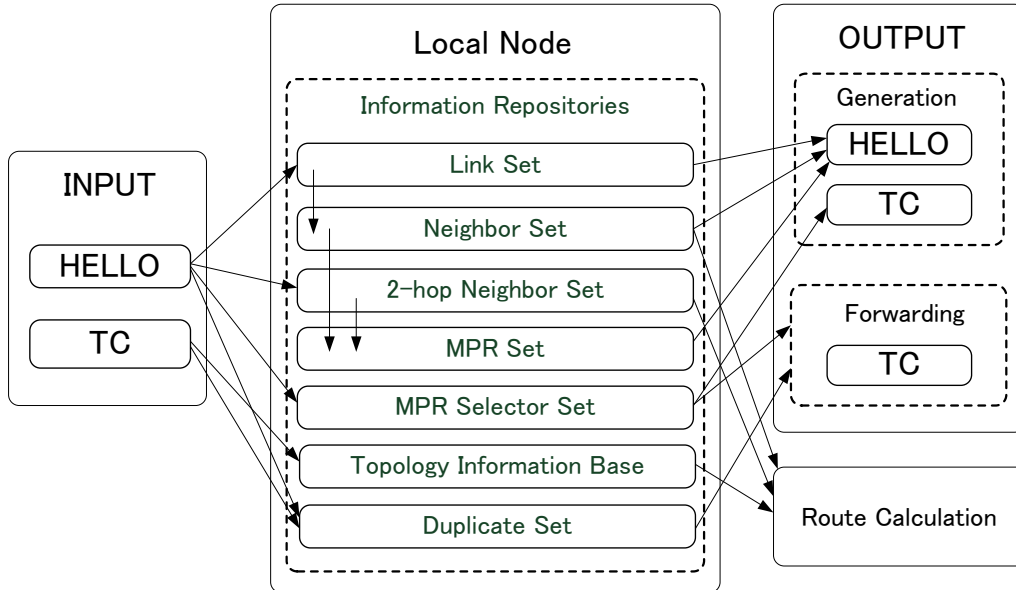 INPUT
HELLO
TC
Local Node
Information Repositories
Link Set
Neighbor Set
2-hop Neighbor Set
MPR Set
MPR Selector Set
Topology Information Base
Duplicate Set
OUTPUT
Generation
HELLO
TC
Forwarding
TC
Route Calculation